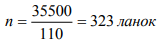 n = 35500/110 = 323 ланок